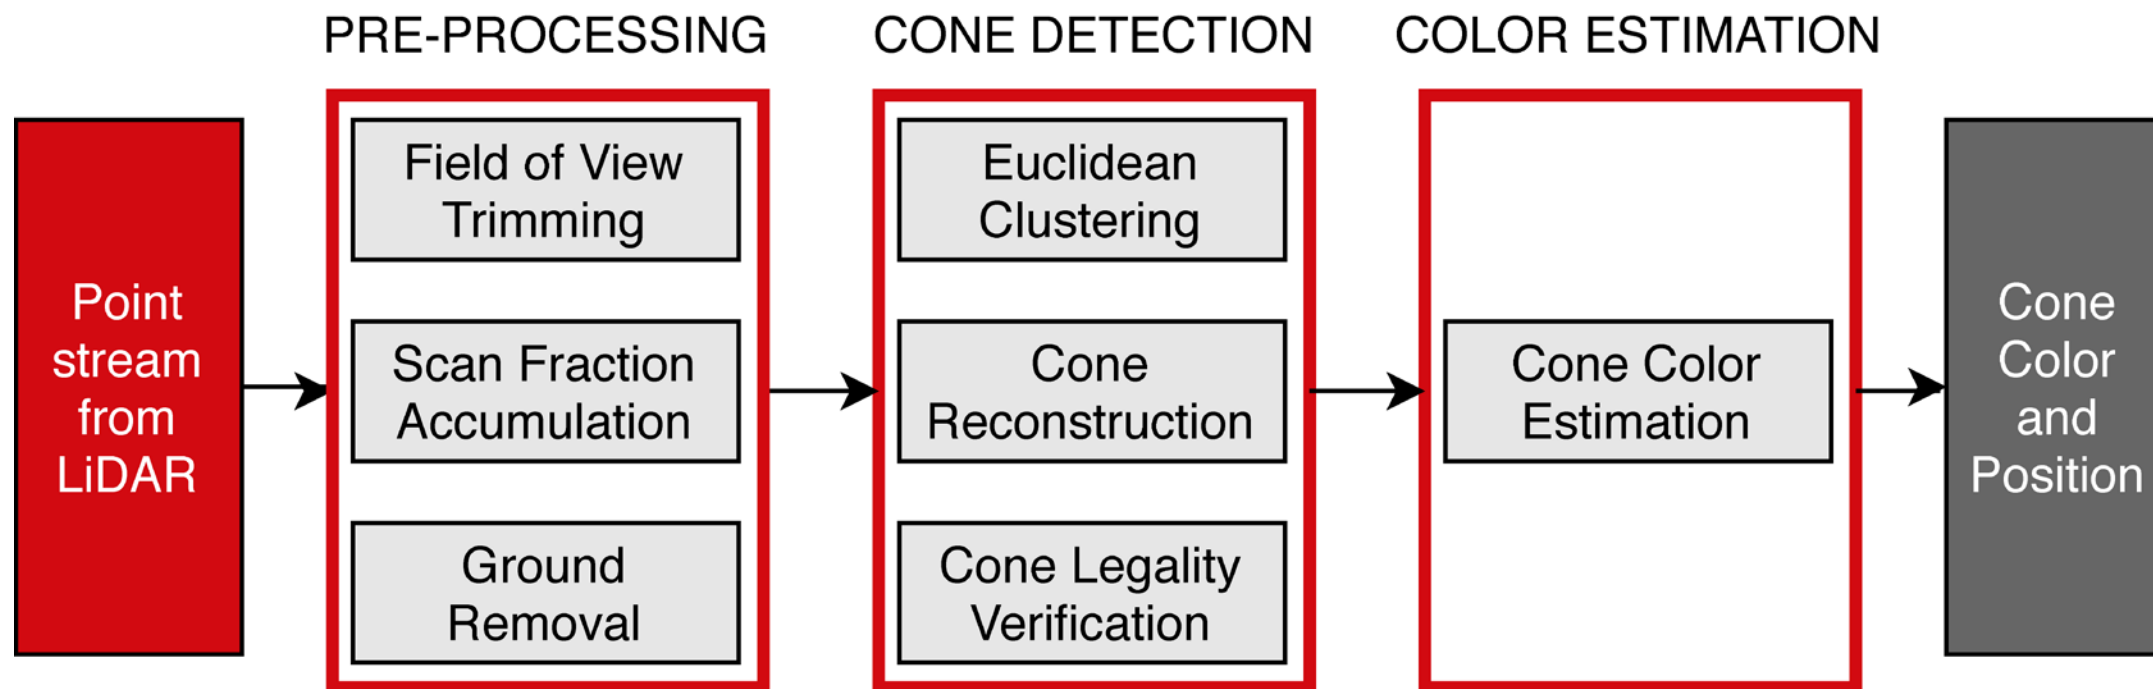 PRE-PROCESSING
CONE DETECTION
COLOR ESTIMATION
Point
stream
from
LiDAR
Field of View
Trimming
Scan Fraction
Accumulation
Ground
Removal
Euclidean
Clustering
Cone
Reconstruction
Cone Legality
Verification
Cone Color
Estimation
Cone
Color
and
Position